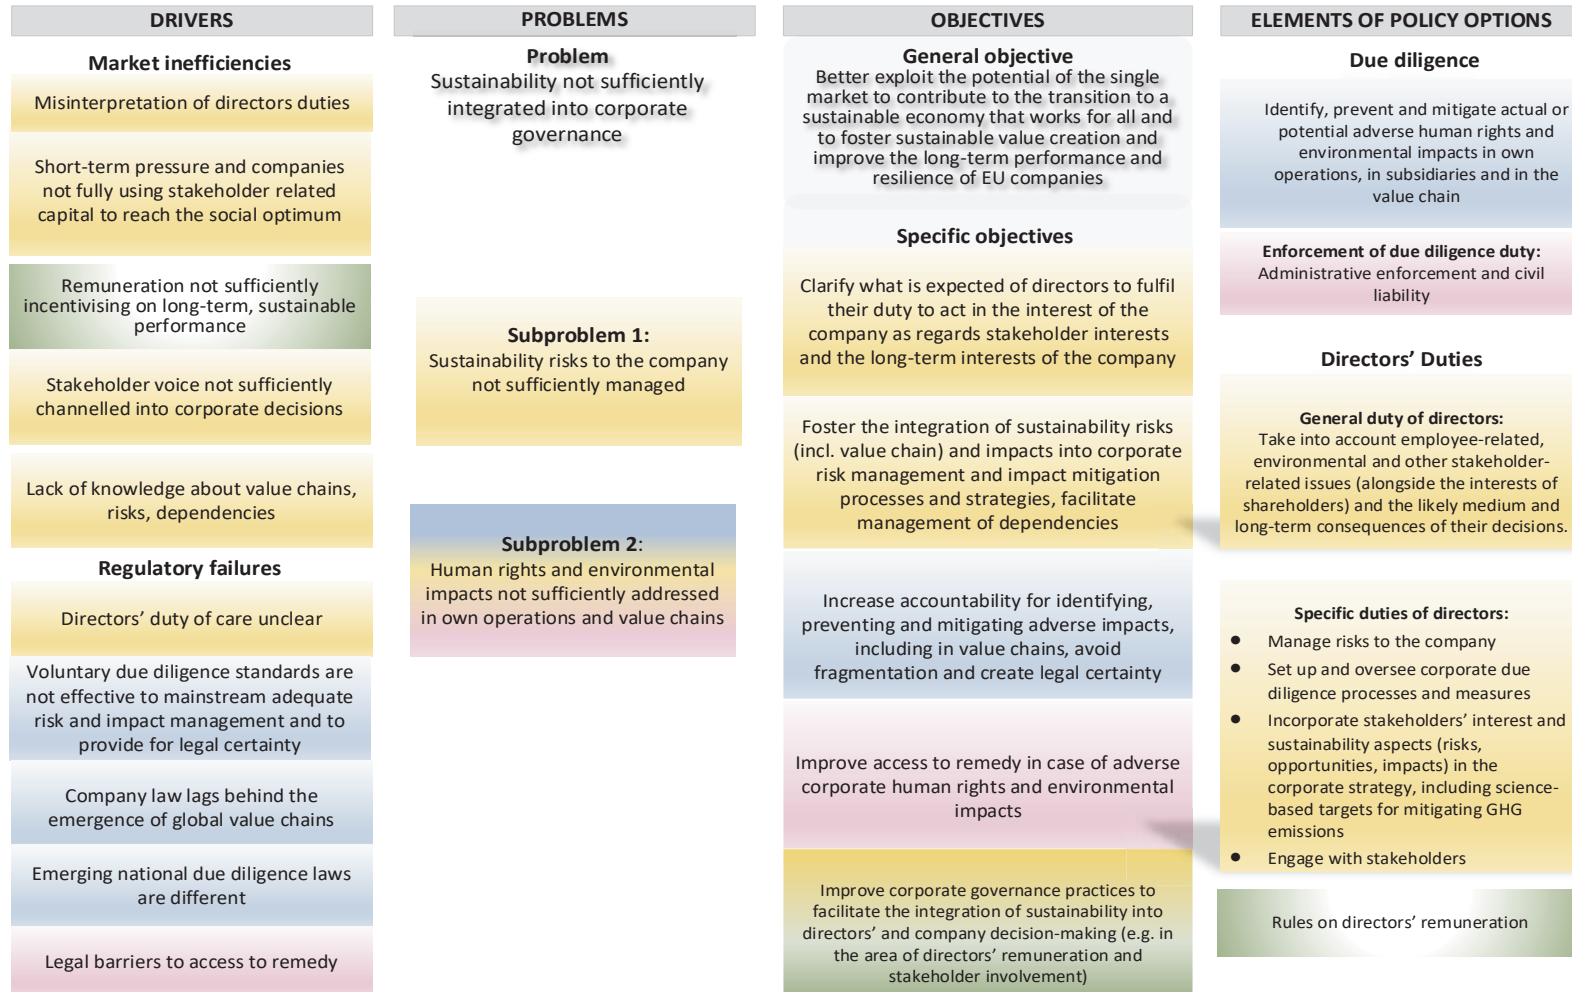 DRIVERS
Market inefficiencies
Misinterpretation of directors duties
Short-term pressure and companies
not fully using stakeholder related
capital to reach the social optimum
Remuneration not sufficiently
incentivising on long-term, sustainable
performance
Stakeholder voice not sufficiently
channelled into corporate decisions
Lack of knowledge about value chains,
risks, dependencies
Regulatory failures
Directors’ duty of care unclear
Voluntary due diligence standards are
not effective to mainstream adequate
risk and impact management and to
provide for legal certainty
Company law lags behind the
emergence of global value chains
Emerging national due diligence laws
are different
Legal barriers to access to remedy
PROBLEMS
Problem
Sustainability not sufficiently
integrated into corporate
governance
Subproblem 1:
Sustainability risks to the company
not sufficiently managed
Subproblem 2:
Human rights and environmental
impacts not sufficiently addressed
in own operations and value chains
OBJECTIVES
General objective
Better exploit the potential of the single
market to contribute to the transition to a
sustainable economy that works for all and
to foster sustainable value creation and
improve the long-term performance and
resilience of EU companies
Specific objectives
Clarify what is expected of directors to fulfil
their duty to act in the interest of the
company as regards stakeholder interests
and the long-term interests of the company
Foster the integration of sustainability risks
(incl. value chain) and impacts into corporate
risk management and impact mitigation
processes and strategies, facilitate
management of dependencies
Increase accountability for identifying,
preventing and mitigating adverse impacts,
including in value chains, avoid
fragmentation and create legal certainty
Improve access to remedy in case of adverse
corporate human rights and environmental
impacts
Improve corporate governance practices to
facilitate the integration of sustainability into
directors’ and company decision-making (e.g. in
the area of directors’ remuneration and
stakeholder involvement)
ELEMENTS OF POLICY OPTIONS
Due diligence
Identify, prevent and mitigate actual or
potential adverse human rights and
environmental impacts in own
operations, in subsidiaries and in the
value chain
Enforcement of due diligence duty:
Administrative enforcement and civil
liability
Directors’ Duties
General duty of directors:
Take into account employee-related,
environmental and other stakeholder-
related issues (alongside the interests of
shareholders) and the likely medium and
long-term consequences of their decisions.
Specific duties of directors:
● Manage risks to the company
● Set up and oversee corporate due
diligence processes and measures
● Incorporate stakeholders’ interest and
sustainability aspects (risks,
opportunities, impacts) in the
corporate strategy, including science-
based targets for mitigating GHG
emissions
● Engage with stakeholders
Rules on directors’ remuneration